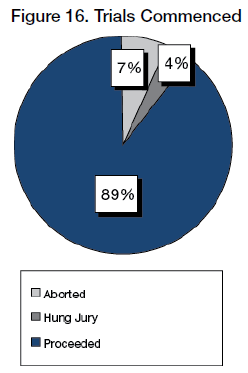 Figure 16. Trials Commenced
7%
4%
89%
Aborted
Hung Jury
Proceeded